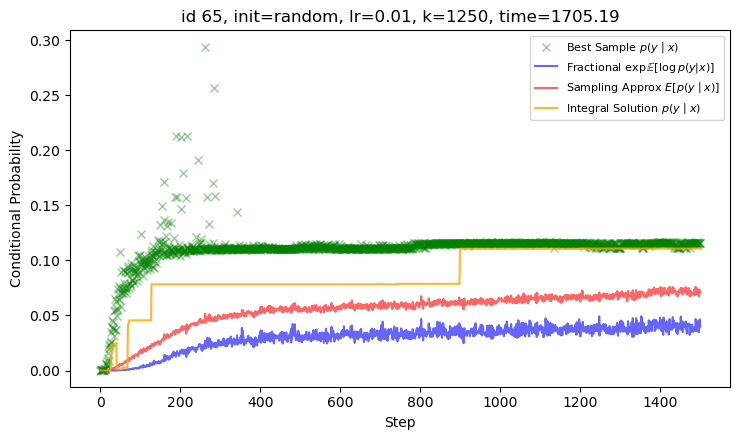 id 65, init=random, lr=0.01, k=1250, time=1705.19
Conditional Probability
0.30
0.25
0.20
0.15
0.10
0.05
0.00
Best Sample p(y | x)
Fractional exp𝔼[log p(y|x)]
Sampling Approx E[p(y | x)]
Integral Solution p(y | x)
0 200 400 600 800 1000 1200 1400
Step